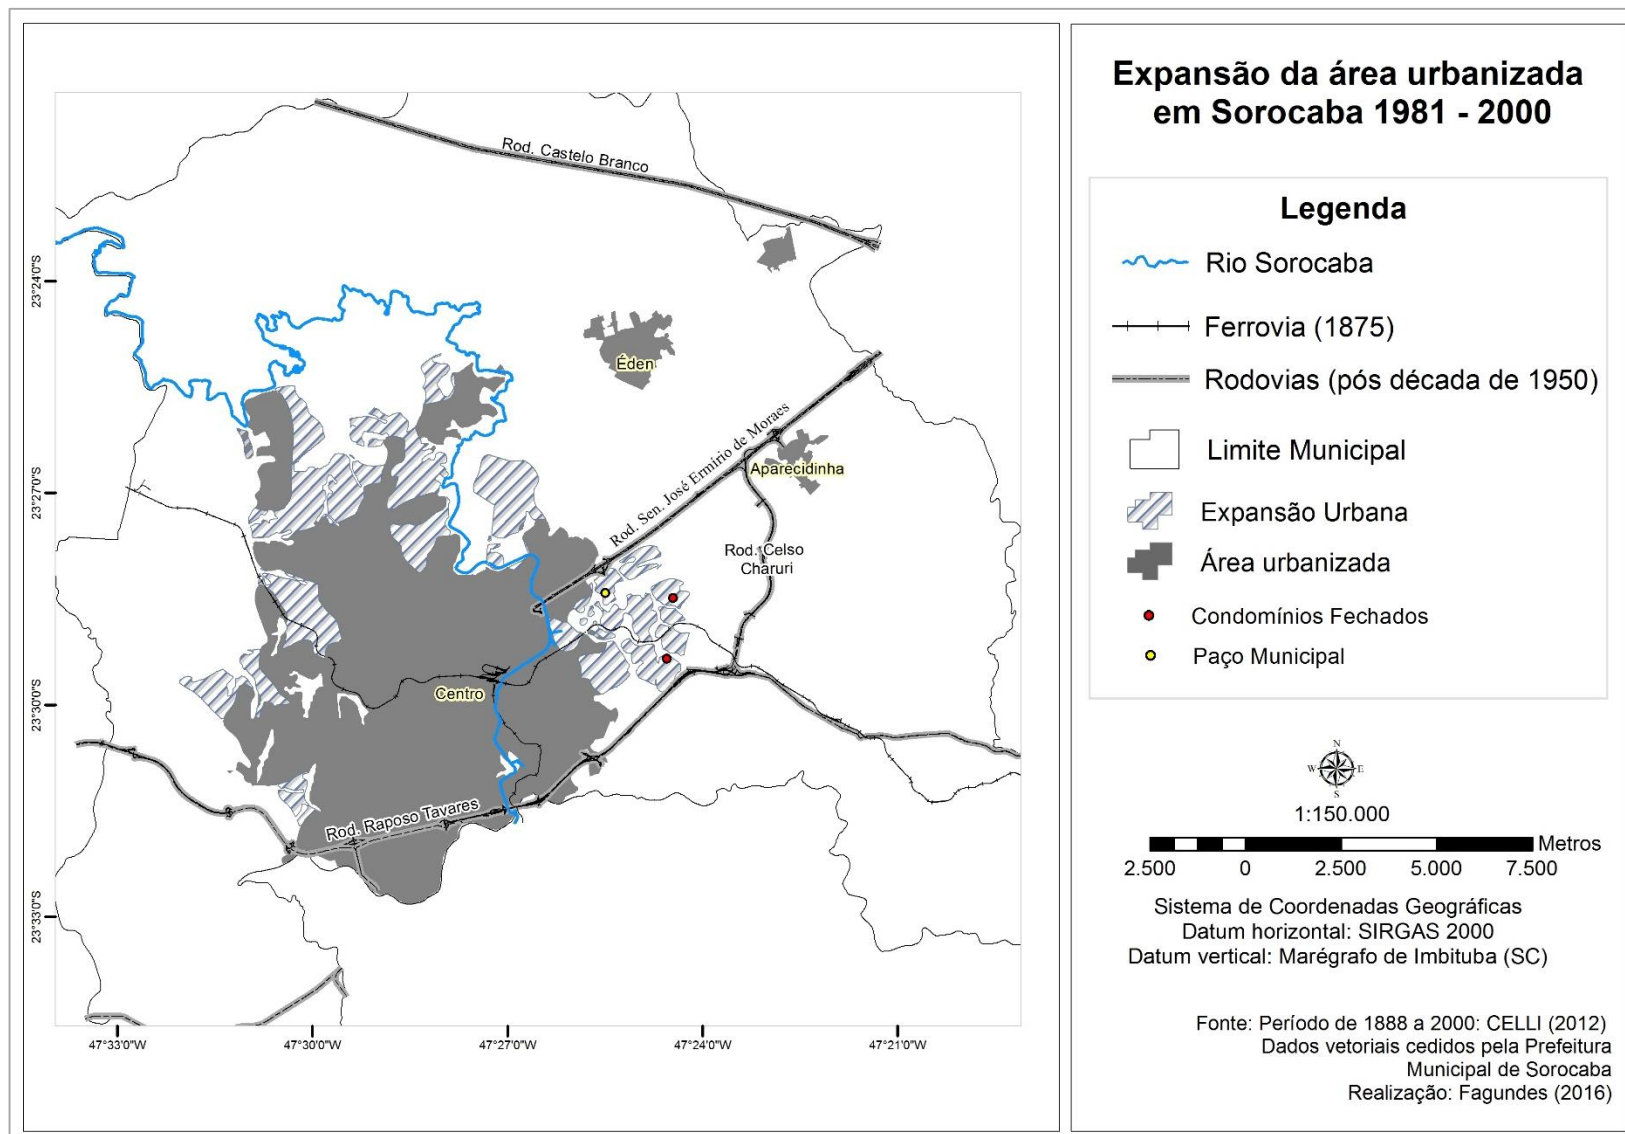 Expansão da área urbanizada
em Sorocaba 1981 - 2000
Legenda
Rio Sorocaba
Ferrovia (1875)
Rodovias (pós década de 1950)
Limite Municipal
Expansão Urbana
Área urbanizada
Condomínios Fechados
Paço Municipal
N
W
E
S
1:150.000
Metros
2.500 0 2.500 5.000 7.500
Sistema de Coordenadas Geográficas
Datum horizontal: SIRGAS 2000
Datum vertical: Marégrafo de Imbituba (SC)
Fonte: Período de 1888 a 2000: CELLI (2012)
Dados vetoriais cedidos pela Prefeitura
Municipal de Sorocaba
Realização: Fagundes (2016)
Rod. Castelo Branco
Éden
Rod. Sen. José Ermírio de Moraes
Aparecidinha
Rod. Celso
Charuri
Centro
Rod. Raposo Tavares
23°24'0"S
23°27'0"S
23°30'0"S
23°33'0"S
47°33'0"W
47°30'0"W
47°27'0"W
47°24'0"W
47°21'0"W